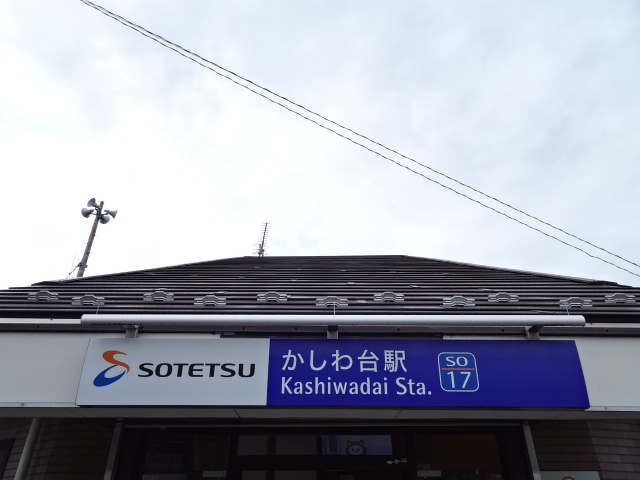 SOTETSU
かしわ台駅
Kashiwadai Sta.
SO
17